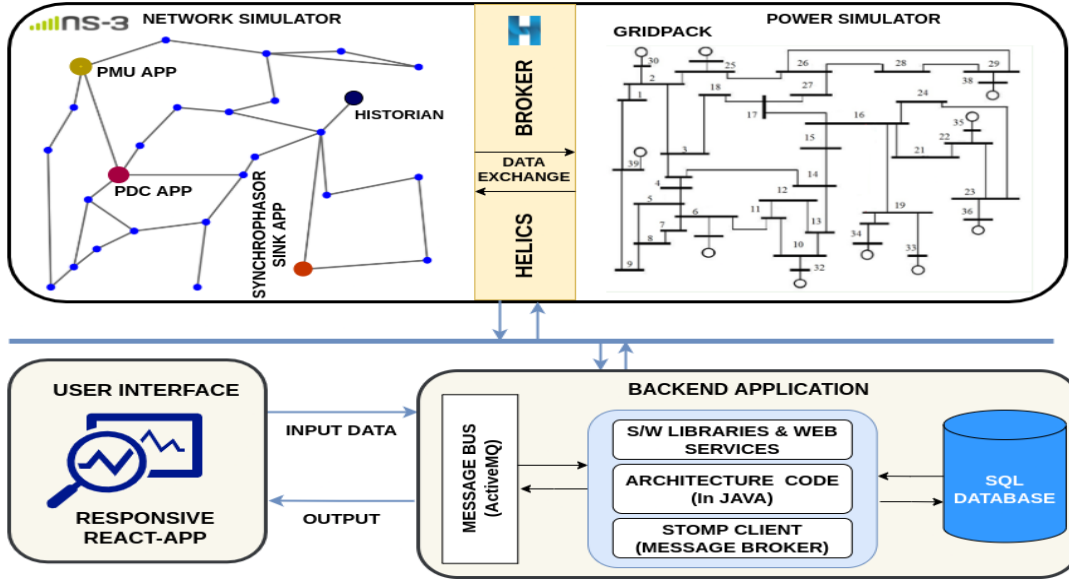 ns-3
NETWORK SIMULATOR
PMU APP
HISTORIAN
PDC APP
SYNCHROPHASOR
SINK APP
H
BROKER
DATA
EXCHANGE
HELICS
POWER SIMULATOR
GRIDPACK
30
25
26
28
29
2
38
27
1
18
24
17
16
35
15
22
21
39
3
14
4
12
23
5
6
11
19
36
7
13
8
10
34
33
9
32
USER INTERFACE
RESPONSIVE
REACT-APP
INPUT DATA
OUTPUT
BACKEND APPLICATION
MESSAGE BUS
(ActiveMQ)
S/W LIBRARIES & WEB
SERVICES
ARCHITECTURE CODE
(In JAVA)
STOMP CLIENT
(MESSAGE BROKER)
SQL
DATABASE